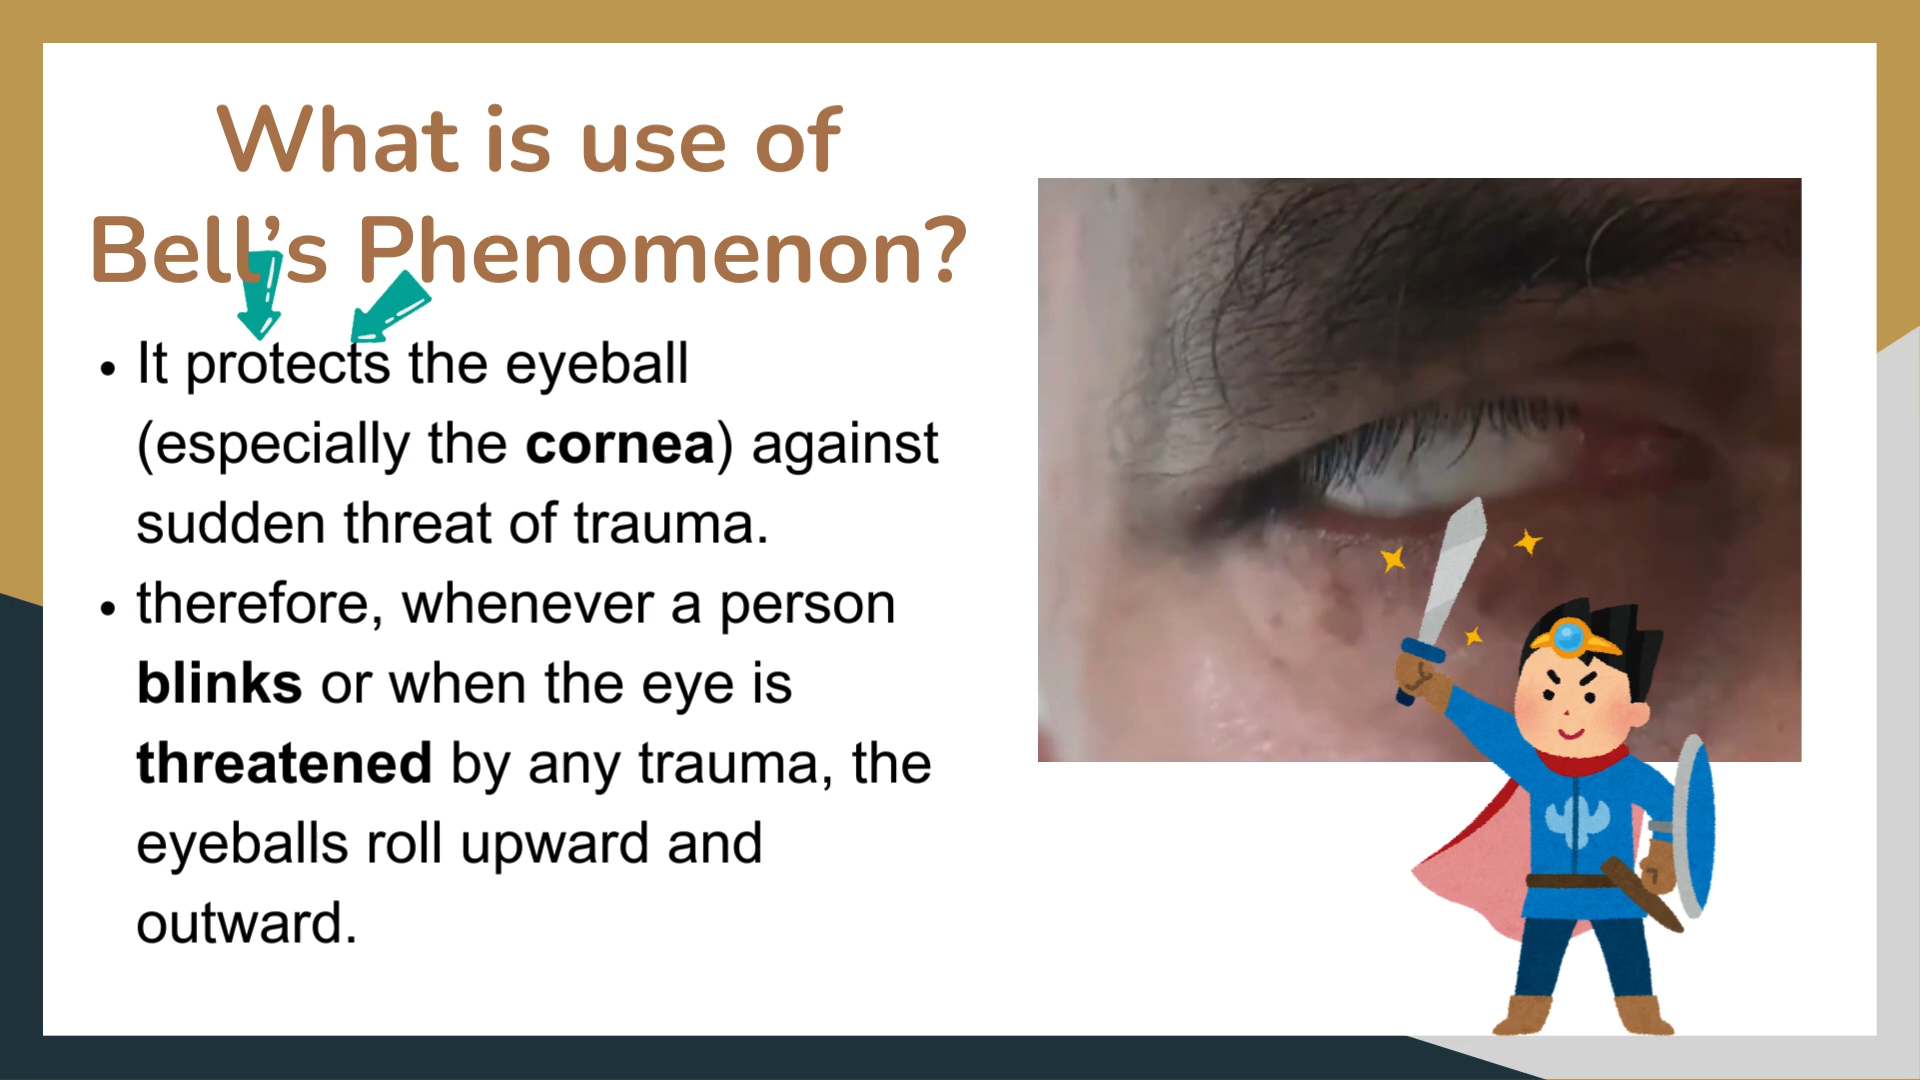 What is use of
Bell’s Phenomenon?
• It protects the eyeball
(especially the cornea) against
sudden threat of trauma.
• therefore, whenever a person
blinks or when the eye is
threatened by any trauma, the
eyeballs roll upward and
outward.